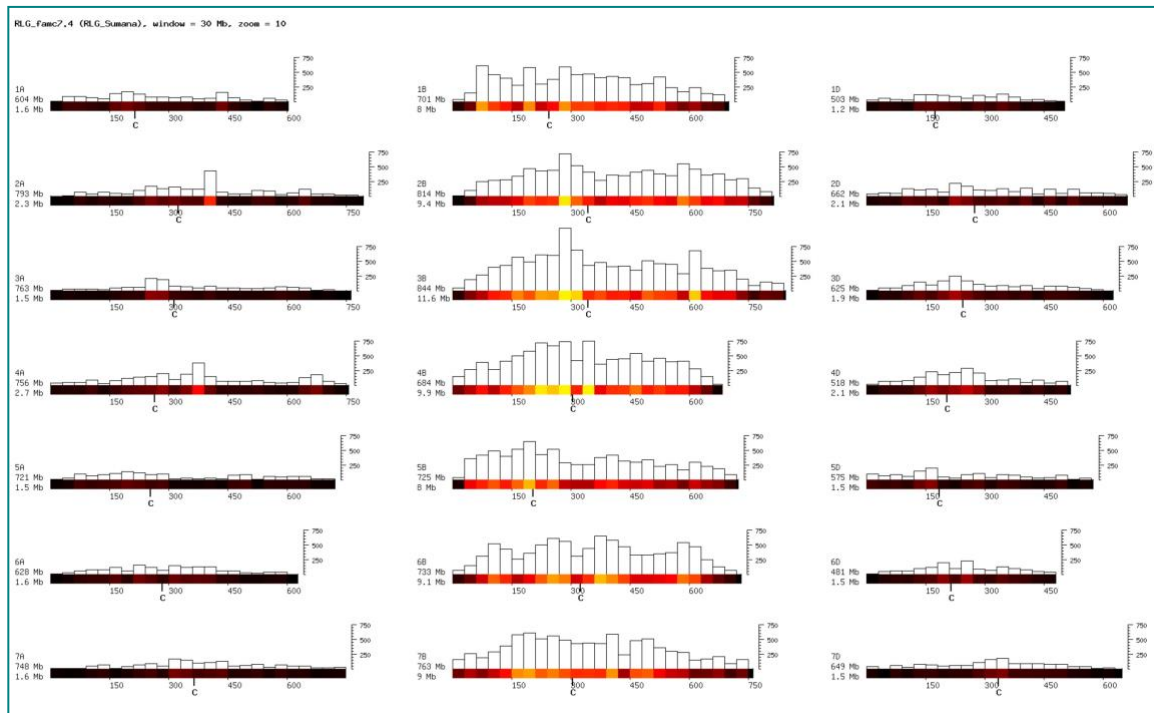 RLG_famc7.4 (RLG_Sumana), window = 30 Mb, zoom = 10
750
500
250
1A
604 Mb
1.6 Mb
150 300 450 600
C
750
500
250
1B
701 Mb
8 Mb
150 300 450 600
C
750
500
250
1D
503 Mb
1.2 Mb
150 300 450
C
750
500
250
2A
793 Mb
2.3 Mb
150 300 450 600 750
C
750
500
250
2B
814 Mb
9.4 Mb
150 300 450 600 750
C
750
500
250
2D
662 Mb
2.1 Mb
150 300 450 600
C
750
500
250
3A
763 Mb
1.5 Mb
150 300 450 600 750
C
750
500
250
3B
844 Mb
11.6 Mb
150 300 450 600 750
C
750
500
250
3D
625 Mb
1.9 Mb
150 300 450 600
C
750
500
250
4A
756 Mb
2.7 Mb
150 300 450 600 750
C
750
500
250
4B
684 Mb
9.9 Mb
150 300 450 600
C
750
500
250
4D
518 Mb
2.1 Mb
150 300 450
C
750
500
250
5A
721 Mb
1.5 Mb
150 300 450 600
C
750
500
250
5B
725 Mb
8 Mb
150 300 450 600
C
750
500
250
5D
575 Mb
1.5 Mb
150 300 450
C
750
500
250
6A
628 Mb
1.6 Mb
150 300 450 600
C
750
500
250
6B
733 Mb
9.1 Mb
150 300 450 600
C
750
500
250
6D
481 Mb
1.5 Mb
150 300 450
C
750
500
250
7A
748 Mb
1.6 Mb
150 300 450 600
C
750
500
250
7B
763 Mb
9 Mb
150 300 450 600 750
C
750
500
250
7D
649 Mb
1.5 Mb
150 300 450 600
C